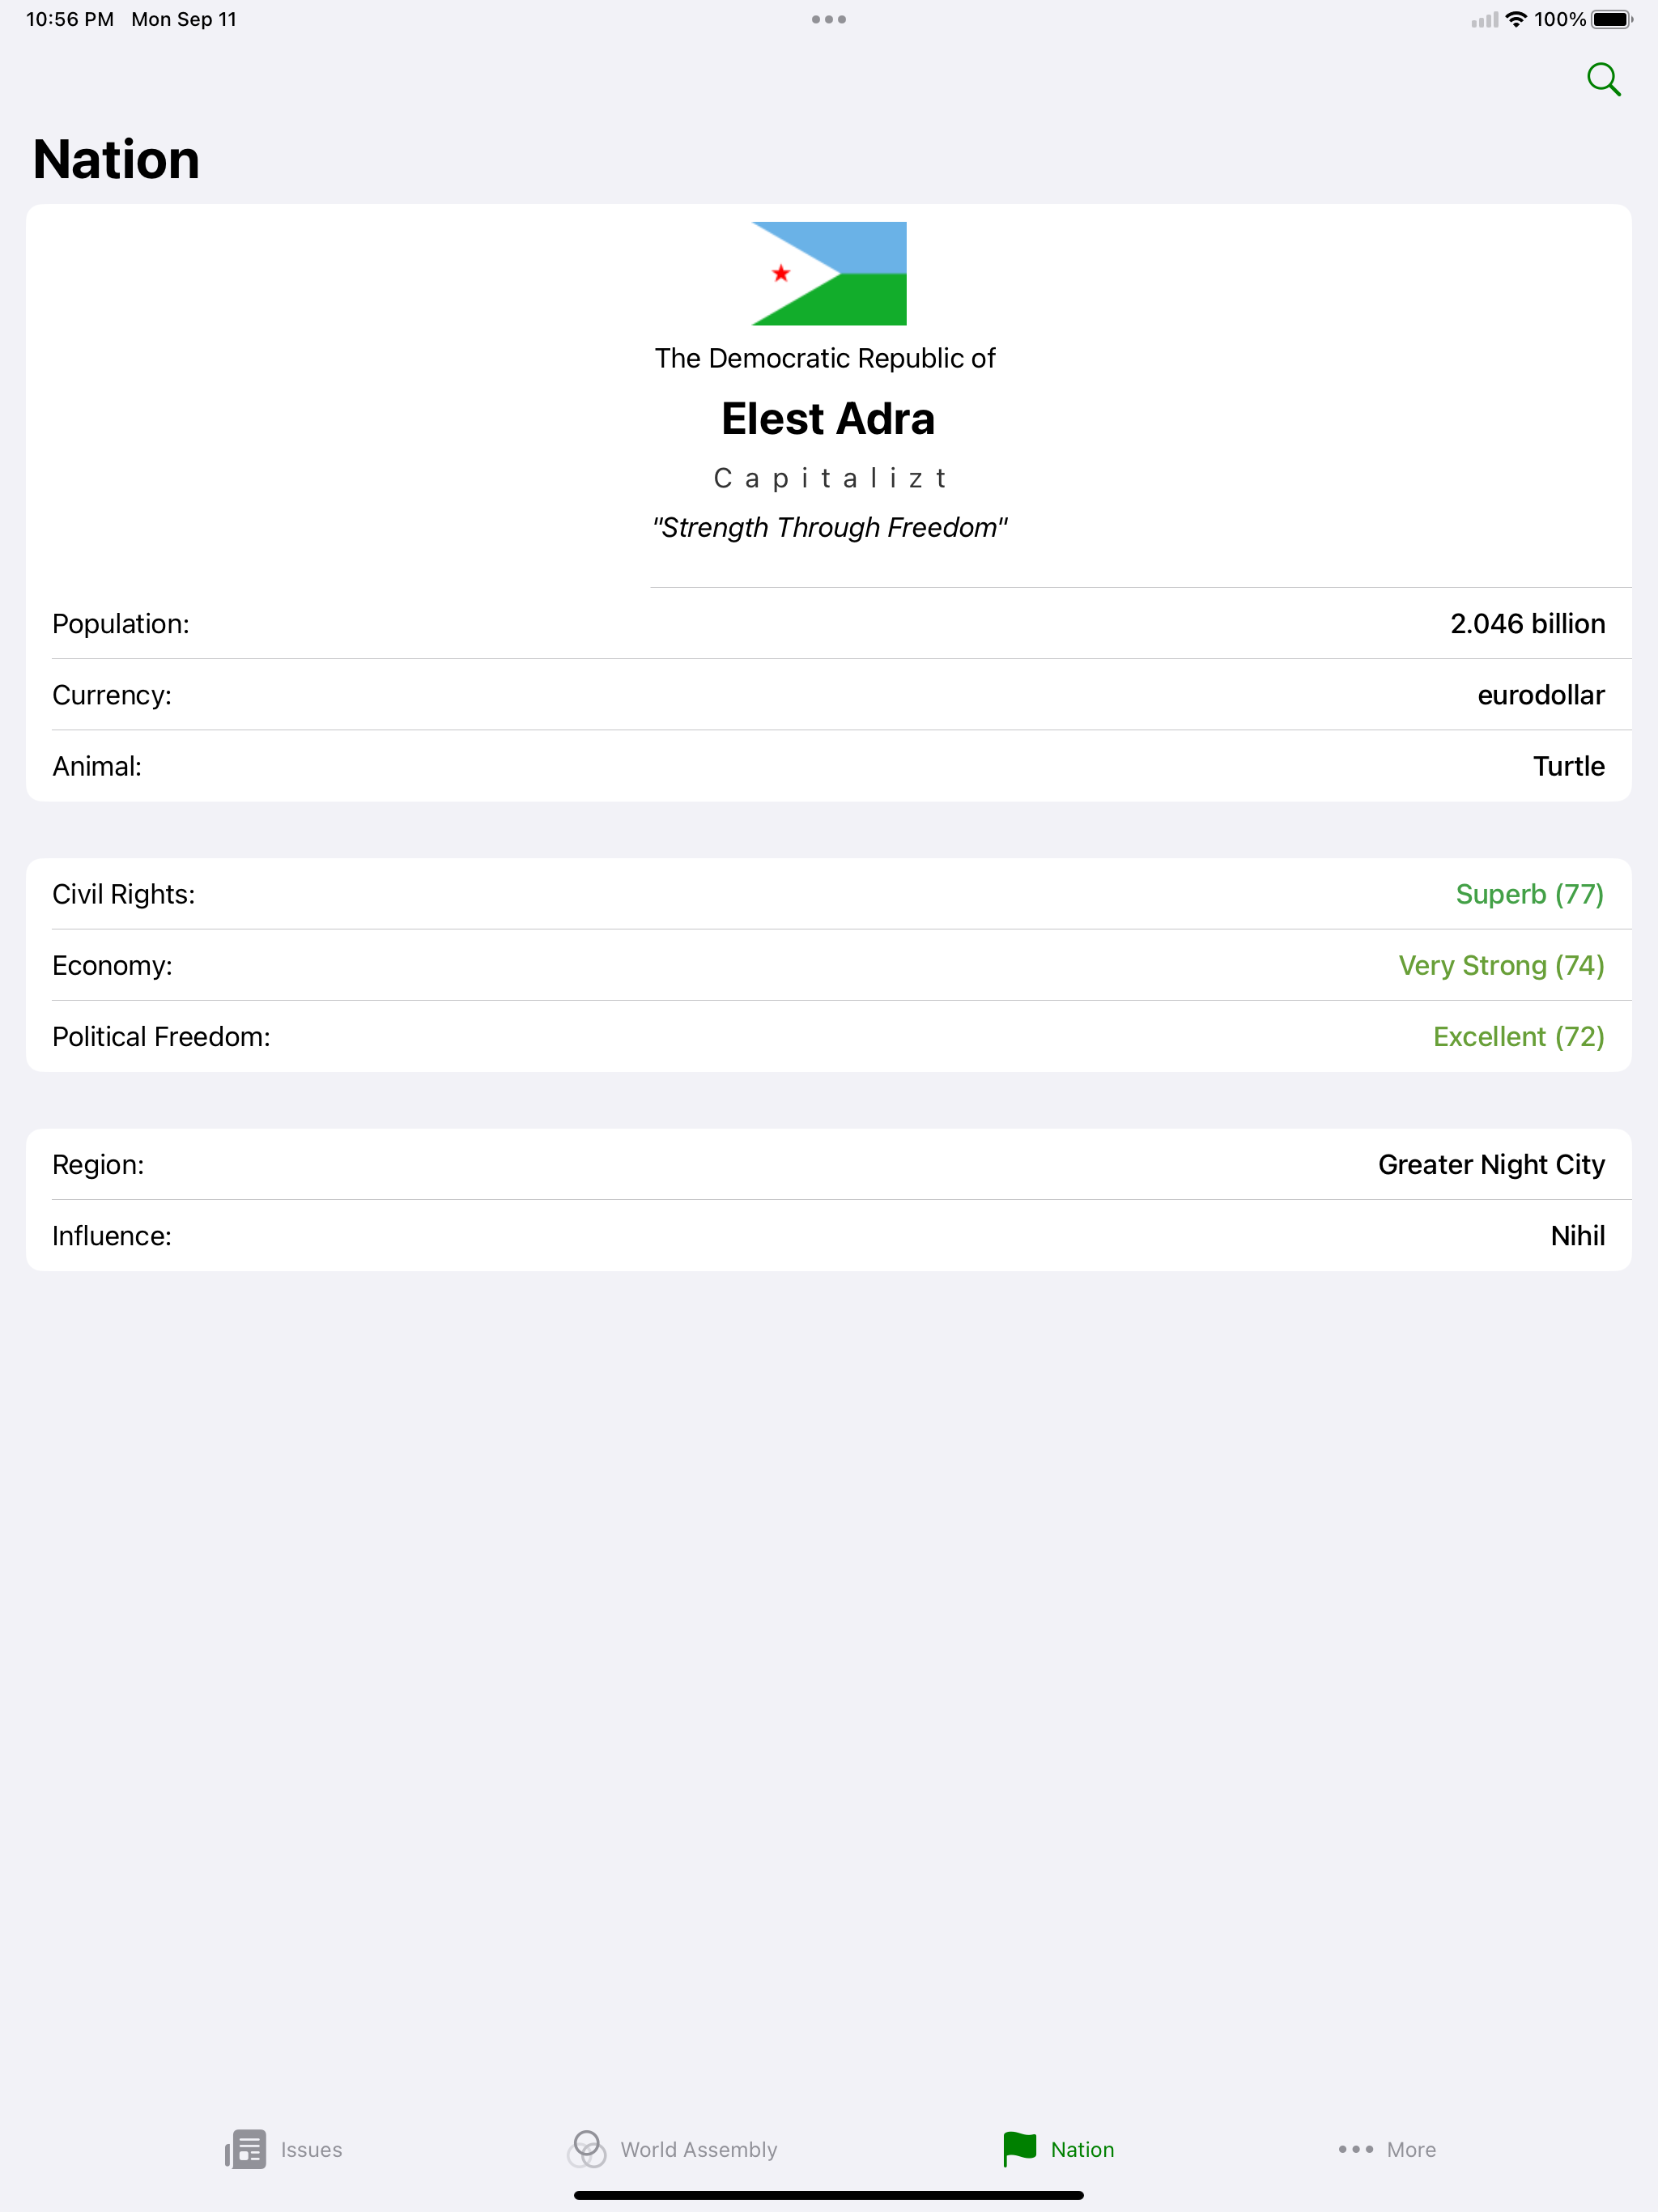 10:56 PM Mon Sep 11 100%
Nation
The Democratic Republic of
Elest Adra
Capitalizt
"Strength Through Freedom"
Population: 2.046 billion
Currency: eurodollar
Animal: Turtle
Civil Rights: Superb (77)
Economy: Very Strong (74)
Political Freedom: Excellent (72)
Region: Greater Night City
Influence: Nihil
Issues World Assembly Nation More